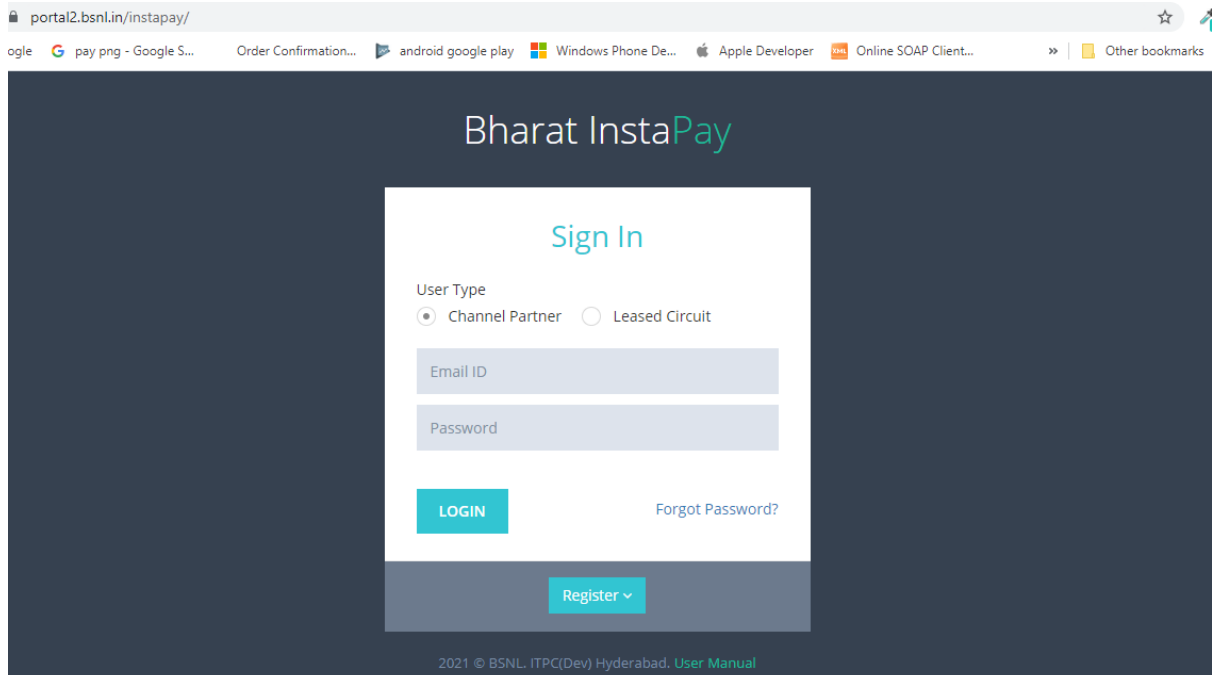 portal2.bsnl.in/instapay/
ogle G pay png - Google S... Order Confirmation... android google play Windows Phone De... Apple Developer XML Online SOAP Client... » Other bookmarks
Bharat InstaPay
Sign In
User Type
Channel Partner Leased Circuit
Email ID
Password
LOGIN Forgot Password?
Register
2021 © BSNL. ITPC(Dev) Hyderabad. User Manual